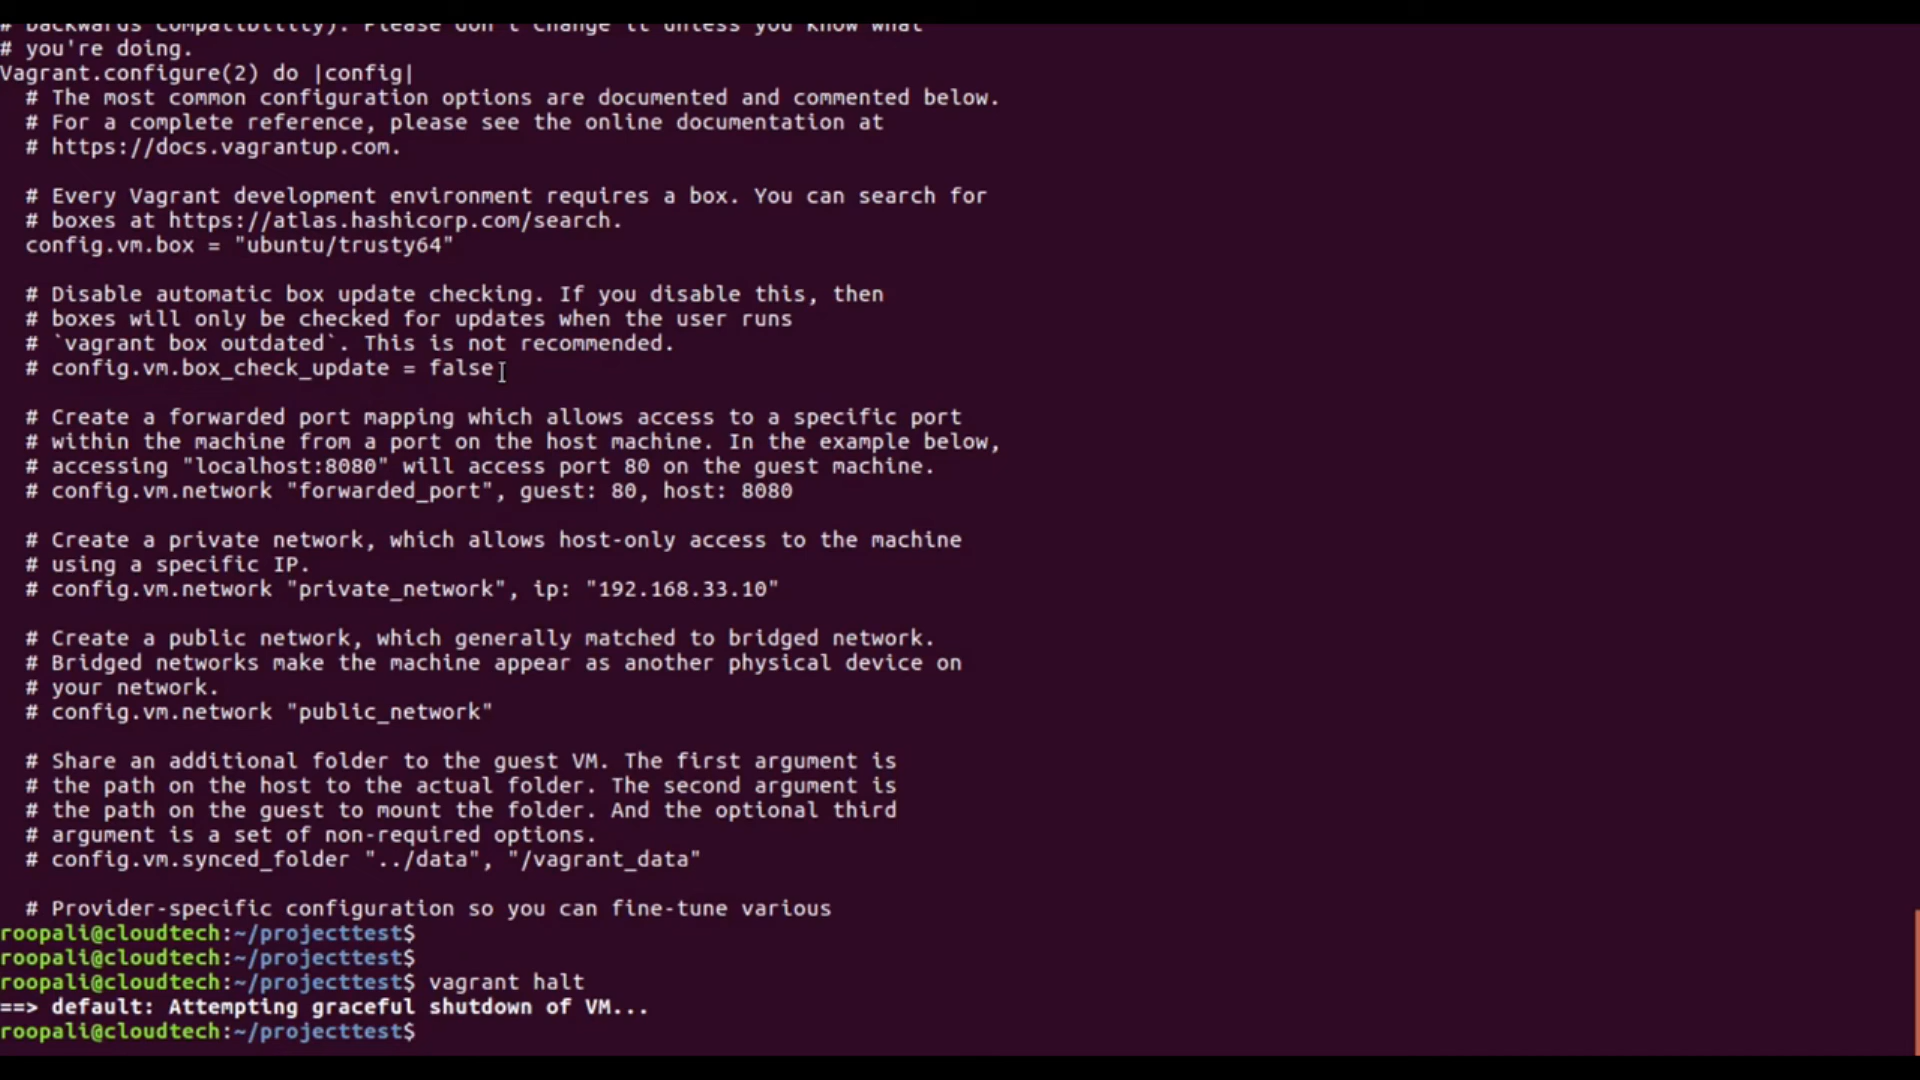 # backwards compatibility). Please don't change it unless you know what
# you're doing.
Vagrant.configure(2) do |config|
  # The most common configuration options are documented and commented below.
  # For a complete reference, please see the online documentation at
  # https://docs.vagrantup.com.
  # Every Vagrant development environment requires a box. You can search for
  # boxes at https://atlas.hashicorp.com/search.
  config.vm.box = "ubuntu/trusty64"
  # Disable automatic box update checking. If you disable this, then
  # boxes will only be checked for updates when the user runs
  # `vagrant box outdated`. This is not recommended.
  # config.vm.box_check_update = false
  # Create a forwarded port mapping which allows access to a specific port
  # within the machine from a port on the host machine. In the example below,
  # accessing "localhost:8080" will access port 80 on the guest machine.
  # config.vm.network "forwarded_port", guest: 80, host: 8080
  # Create a private network, which allows host-only access to the machine
  # using a specific IP.
  # config.vm.network "private_network", ip: "192.168.33.10"
  # Create a public network, which generally matched to bridged network.
  # Bridged networks make the machine appear as another physical device on
  # your network.
  # config.vm.network "public_network"
  # Share an additional folder to the guest VM. The first argument is
  # the path on the host to the actual folder. The second argument is
  # the path on the guest to mount the folder. And the optional third
  # argument is a set of non-required options.
  # config.vm.synced_folder "../data", "/vagrant_data"
  # Provider-specific configuration so you can fine-tune various
roopali@cloudtech:~/projecttest$
roopali@cloudtech:~/projecttest$
roopali@cloudtech:~/projecttest$ vagrant halt
==> default: Attempting graceful shutdown of VM...
roopali@cloudtech:~/projecttest$